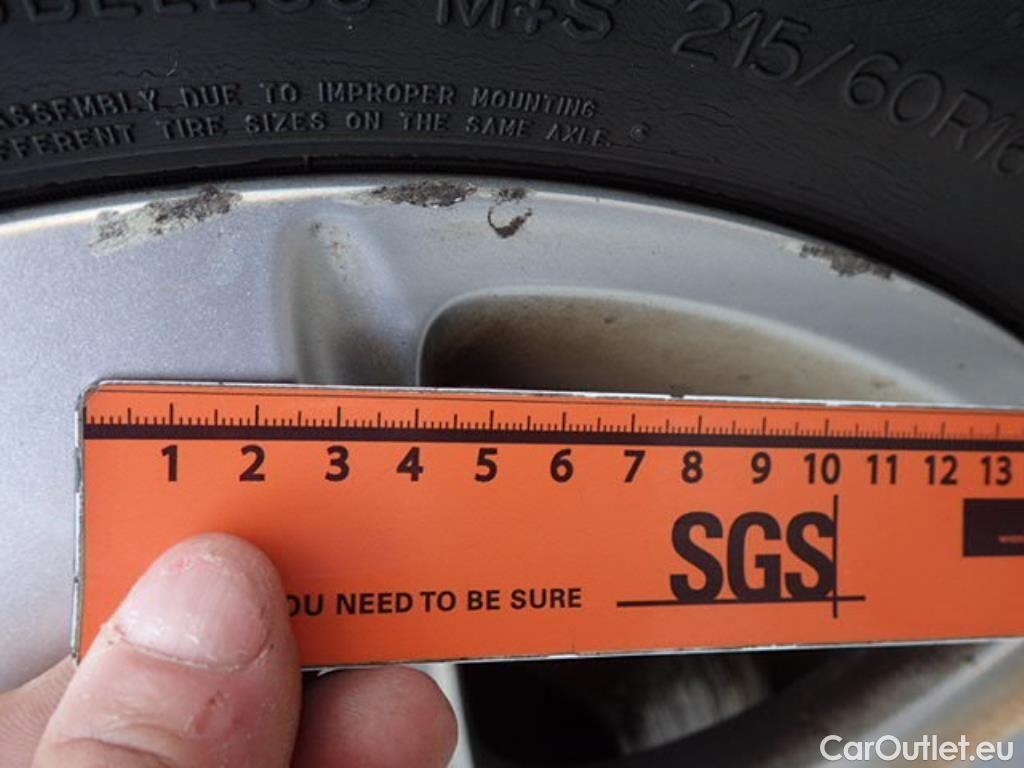 M+S 215/60R16
ASSEMBLY DUE TO IMPROPER MOUNTING
TIRE SIZES ON THE SAME AXLE.
1 2 3 4 5 6 7 8 9 10 11 12 13
SGS
OU NEED TO BE SURE
CarOutlet.eu